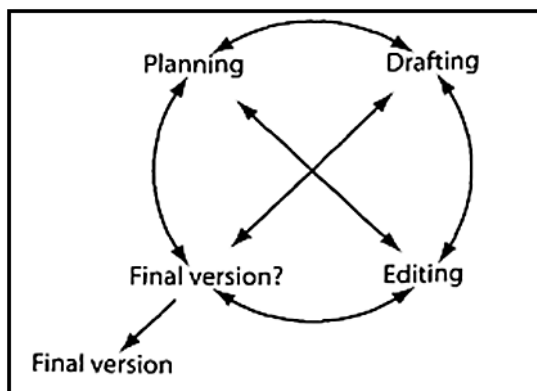 Planning
Drafting
Final version?
Editing
Final version